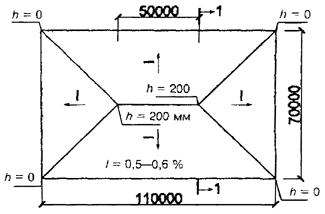 50000
1
h = 0
h = 0
h = 200
I
I
l
l
h = 200 мм
70000
I = 0,5—0,6 %
h = 0
h = 0
1
110000